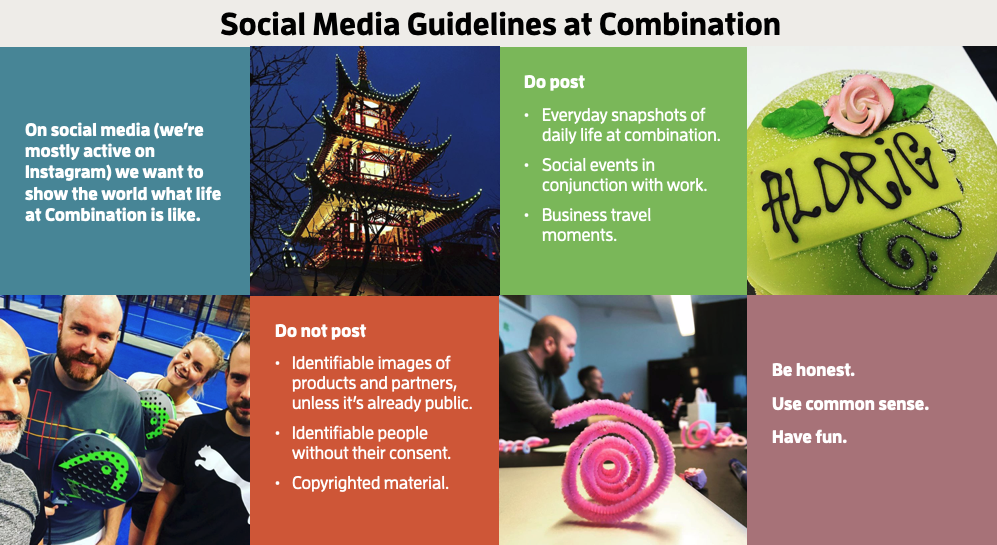 Social Media Guidelines at Combination
On social media (we're
mostly active on
Instagram) we want to
show the world what life
at Combination is like.
Do post
• Everyday snapshots of
daily life at combination.
• Social events in
conjunction with work.
• Business travel
moments.
ALDRIG
Do not post
• Identifiable images of
products and partners,
unless it's already public.
• Identifiable people
without their consent.
• Copyrighted material.
Be honest.
Use common sense.
Have fun.